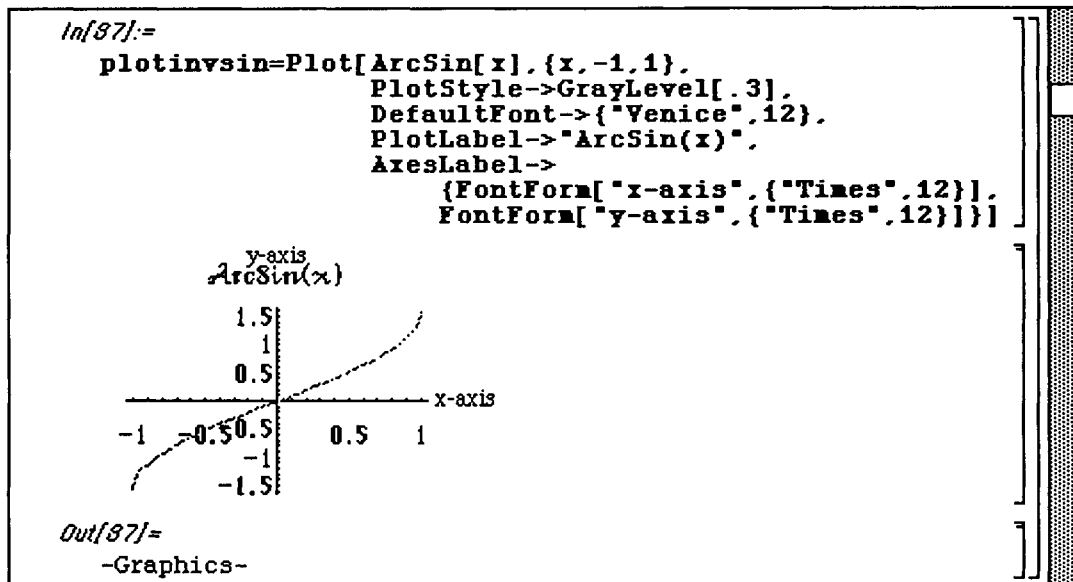 In[87]:=
plotinvsin=Plot[ArcSin[x],{x,-1,1},
PlotStyle->GrayLevel[.3],
DefaultFont->{"Venice",12},
PlotLabel->"ArcSin(x)",
AxesLabel->
{FontForm["x-axis",{"Times",12}],
FontForm["y-axis",{"Times",12}]}]
y-axis
ArcSin(x)
1.5
1
0.5
x-axis
-1 -0.5 0.5 0.5 1
-1
-1.5
Out[87]=
-Graphics-